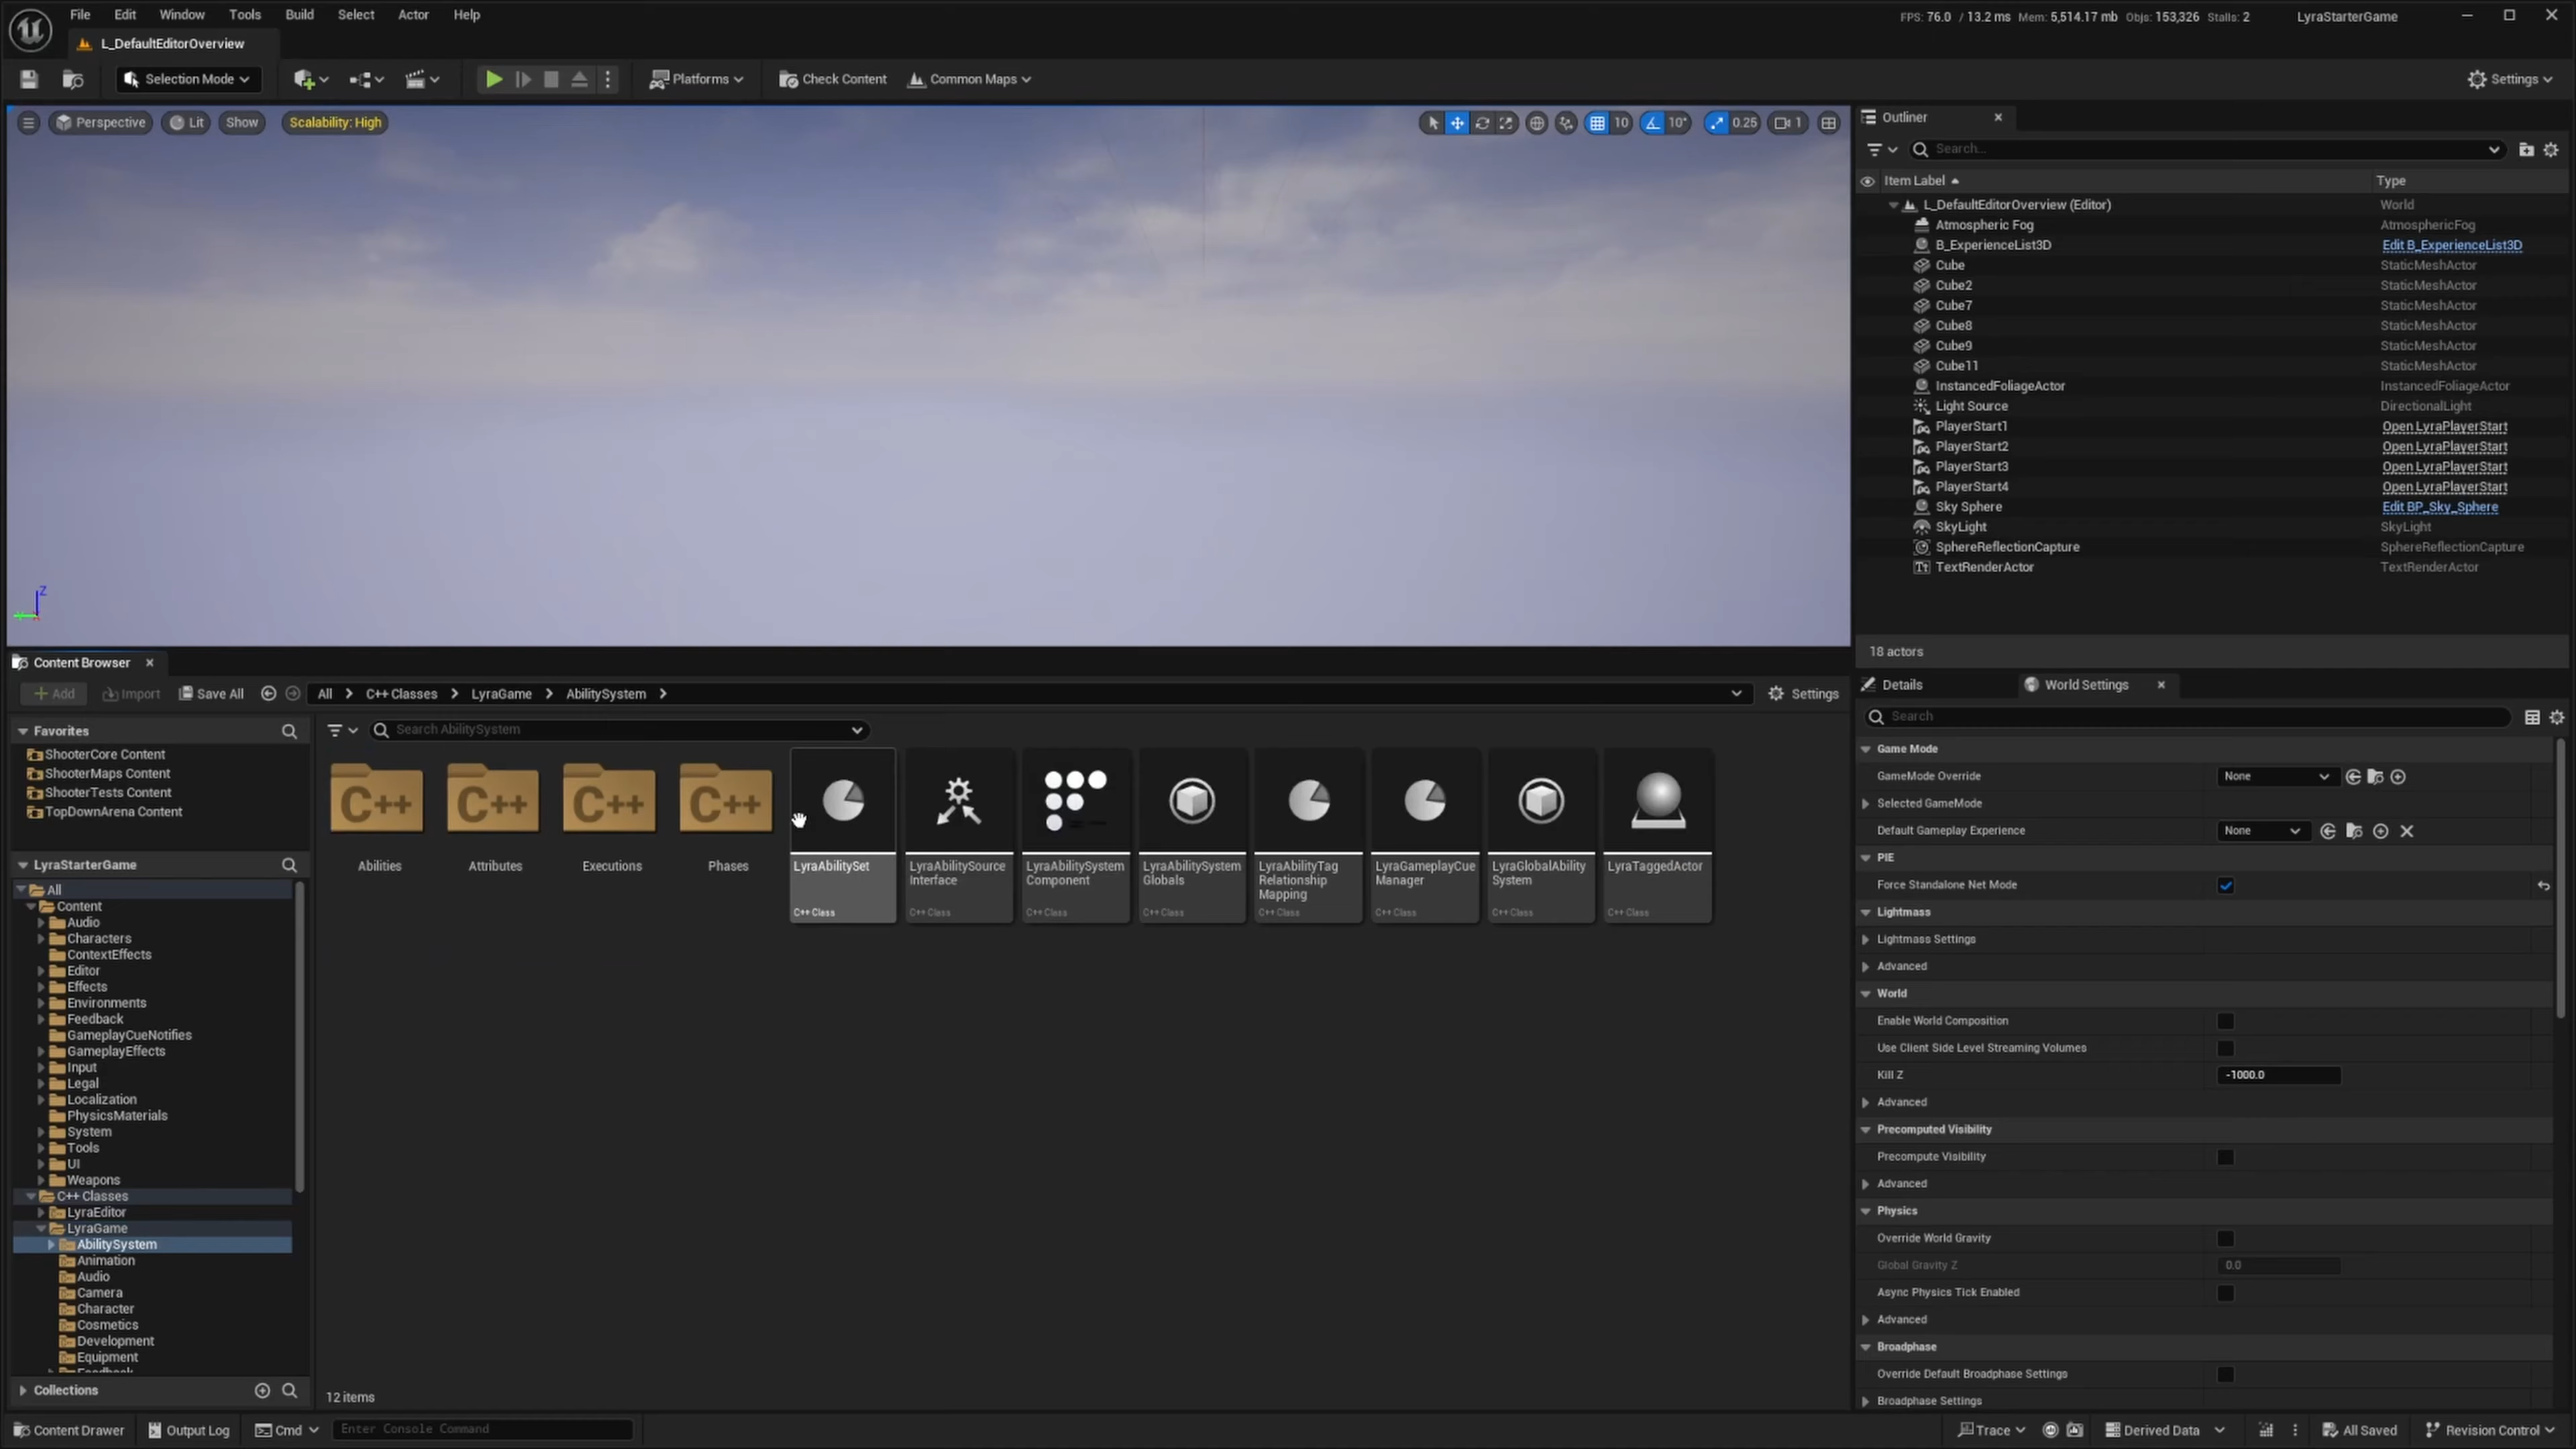 File Edit Window Tools Build Select Actor Help
FPS: 76.0 / 13.2 ms Mem: 5,514.17 mb Objs: 153,326 Stalls: 2 LyraStarterGame
L_DefaultEditorOverview
Selection Mode Platforms Check Content Common Maps Settings
Perspective Lit Show Scalability: High 10 10° 0.25 1
Z
Outliner
Search...
Item Label Type
L_DefaultEditorOverview (Editor) World
Atmospheric Fog AtmosphericFog
B_ExperienceList3D Edit B_ExperienceList3D
Cube StaticMeshActor
Cube2 StaticMeshActor
Cube7 StaticMeshActor
Cube8 StaticMeshActor
Cube9 StaticMeshActor
Cube11 StaticMeshActor
InstancedFoliageActor InstancedFoliageActor
Light Source DirectionalLight
PlayerStart1 Open LyraPlayerStart
PlayerStart2 Open LyraPlayerStart
PlayerStart3 Open LyraPlayerStart
PlayerStart4 Open LyraPlayerStart
Sky Sphere Edit BP_Sky_Sphere
SkyLight SkyLight
SphereReflectionCapture SphereReflectionCapture
TextRenderActor TextRenderActor
18 actors
Content Browser
Add Import Save All All C++ Classes LyraGame AbilitySystem Settings
Favorites
ShooterCore Content
ShooterMaps Content
ShooterTests Content
TopDownArena Content
LyraStarterGame
All
Content
Audio
Characters
ContextEffects
Editor
Effects
Environments
Feedback
GameplayCueNotifies
GameplayEffects
Input
Legal
Localization
PhysicsMaterials
System
Tools
UI
Weapons
C++ Classes
LyraEditor
LyraGame
AbilitySystem
Animation
Audio
Camera
Character
Cosmetics
Development
Equipment
Feedback
Collections
Search AbilitySystem
C++ C++ C++ C++
Abilities Attributes Executions Phases
LyraAbilitySet
C++ Class
LyraAbilitySource
Interface
C++ Class
LyraAbilitySystem
Component
C++ Class
LyraAbilitySystem
Globals
C++ Class
LyraAbilityTag
Relationship
Mapping
C++ Class
LyraGameplayCue
Manager
C++ Class
LyraGlobalAbility
System
C++ Class
LyraTaggedActor
C++ Class
12 items
Details World Settings
Search
Game Mode
GameMode Override None
Selected GameMode
Default Gameplay Experience None
PIE
Force Standalone Net Mode
Lightmass
Lightmass Settings
Advanced
World
Enable World Composition
Use Client Side Level Streaming Volumes
Kill Z -1000.0
Advanced
Precomputed Visibility
Precompute Visibility
Advanced
Physics
Override World Gravity
Global Gravity Z 0.0
Async Physics Tick Enabled
Advanced
Broadphase
Override Default Broadphase Settings
Broadphase Settings
Content Drawer Output Log Cmd Enter Console Command Trace Derived Data All Saved Revision Control